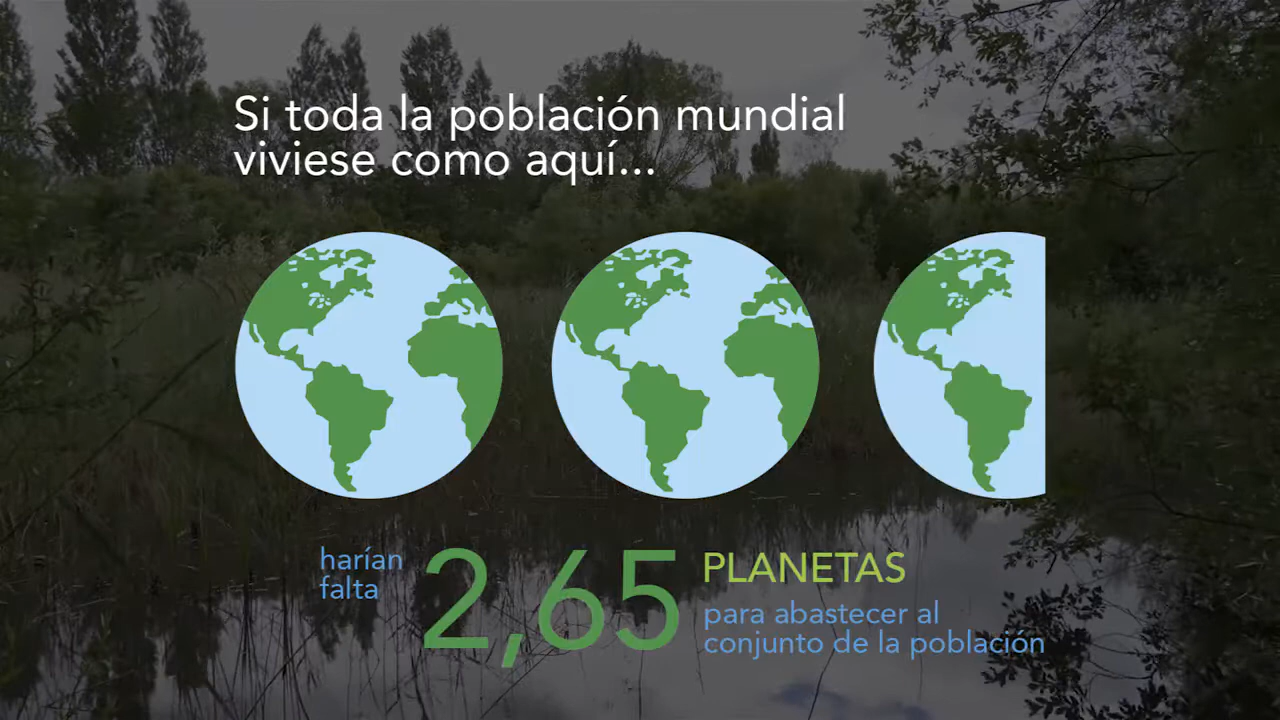 Si toda la población mundial
viviese como aquí...
harían
falta
2,65
PLANETAS
para abastecer al
conjunto de la población